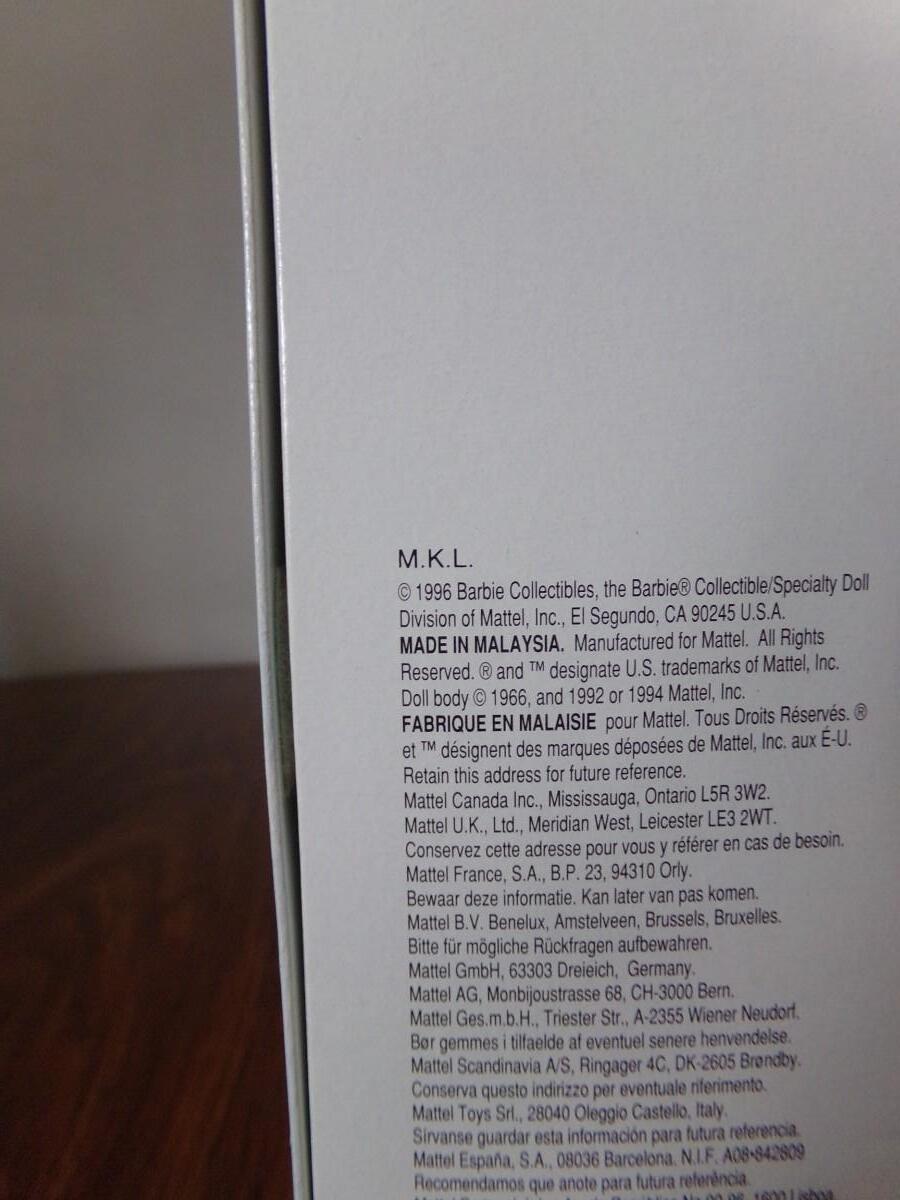 M.K.L.
© 1996 Barbie Collectibles, the Barbie® Collectible/Specialty Doll
Division of Mattel, Inc., El Segundo, CA 90245 U.S.A.
MADE IN MALAYSIA. Manufactured for Mattel. All Rights
Reserved. ® and ™ designate U.S. trademarks of Mattel, Inc.
Doll body © 1966, and 1992 or 1994 Mattel, Inc.
FABRIQUE EN MALAISIE pour Mattel. Tous Droits Réservés. ®
et ™ désignent des marques déposées de Mattel, Inc. aux É-U.
Retain this address for future reference.
Mattel Canada Inc., Mississauga, Ontario L5R 3W2.
Mattel U.K., Ltd., Meridian West, Leicester LE3 2WT.
Conservez cette adresse pour vous y référer en cas de besoin.
Mattel France, S.A., B.P. 23, 94310 Orly.
Bewaar deze informatie. Kan later van pas komen.
Mattel B.V. Benelux, Amstelveen, Brussels, Bruxelles.
Bitte für mögliche Rückfragen aufbewahren.
Mattel GmbH, 63303 Dreieich, Germany.
Mattel AG, Monbijoustrasse 68, CH-3000 Bern.
Mattel Ges.m.b.H., Triester Str., A-2355 Wiener Neudorf.
Bør gemmes i tilfaelde af eventuel senere henvendelse.
Mattel Scandinavia A/S, Ringager 4C, DK-2605 Brøndby.
Conserva questo indirizzo per eventuale riferimento.
Mattel Toys Srl., 28040 Oleggio Castello, Italy.
Sírvanse guardar esta información para futura referencia.
Mattel España, S.A., 08036 Barcelona. N.I.F. A08-842809
Recomendamos que anote para futura referência.